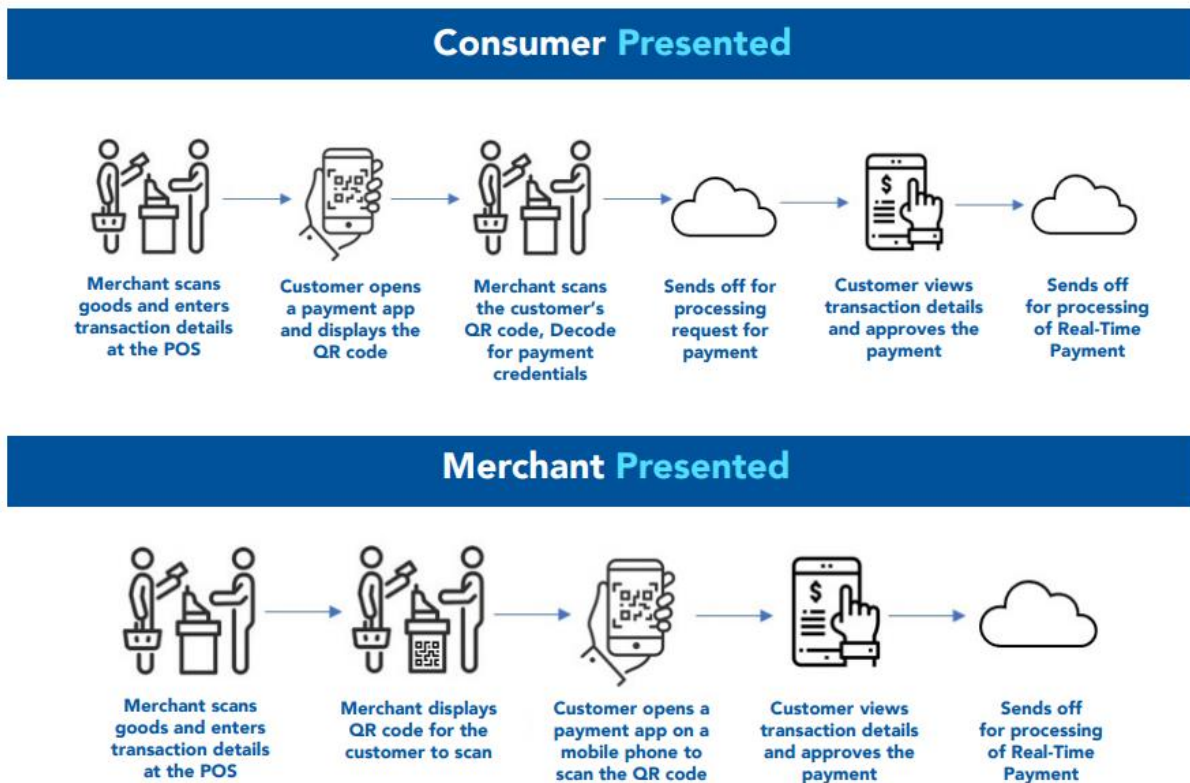 Consumer Presented
Merchant scans
goods and enters
transaction details
at the POS
Customer opens
a payment app
and displays the
QR code
Merchant scans
the customer's
QR code, Decode
for payment
credentials
Sends off for
processing
request for
payment
Customer views
transaction details
and approves the
payment
Sends off
for processing
of Real-Time
Payment
Merchant Presented
Merchant scans
goods and enters
transaction details
at the POS
Merchant displays
QR code for the
customer to scan
Customer opens a
payment app on a
mobile phone to
scan the QR code
Customer views
transaction details
and approves the
payment
Sends off
for processing
of Real-Time
Payment